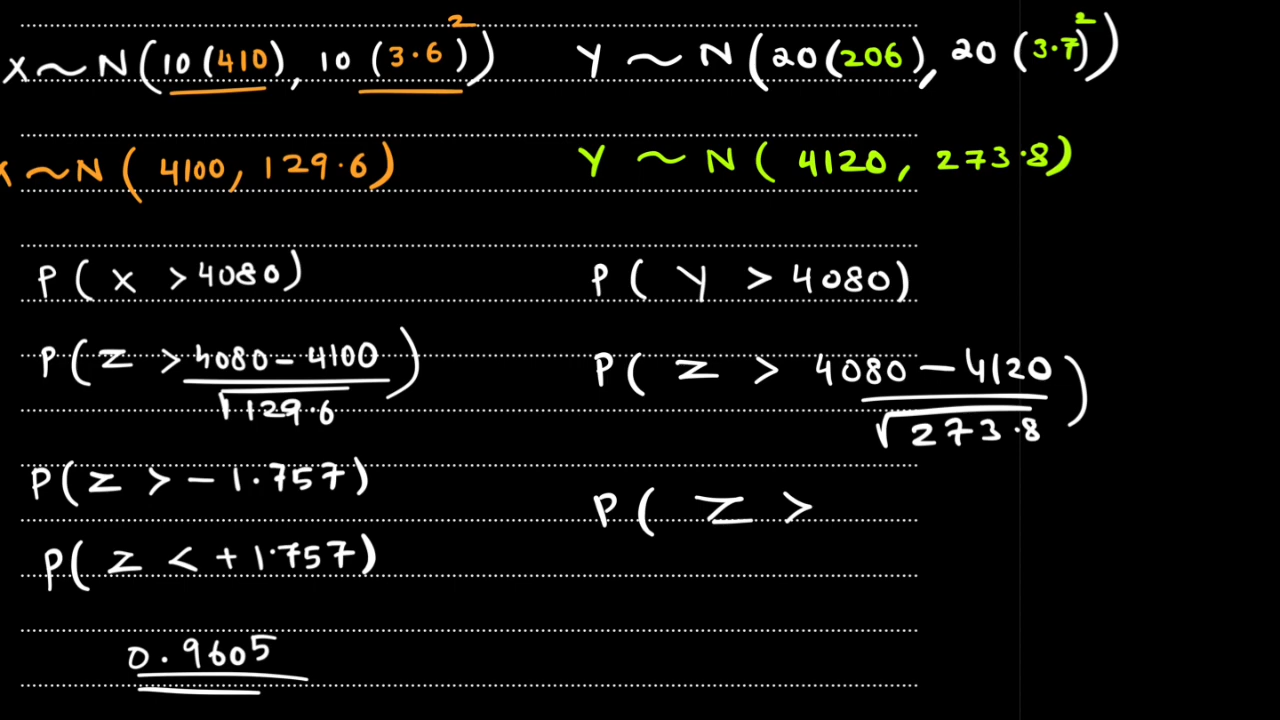 X ~ N(10(410), 10(3.6)²)
Y ~ N(20(206), 20(3.7)²)
X ~ N(4100, 129.6)
Y ~ N(4120, 273.8)
P(X > 4080)
P(Y > 4080)
P(Z > 4080 - 4100 / √129.6)
P(Z > 4080 - 4120 / √273.8)
P(Z > -1.757)
P(Z >
P(Z < +1.757)
0.9605